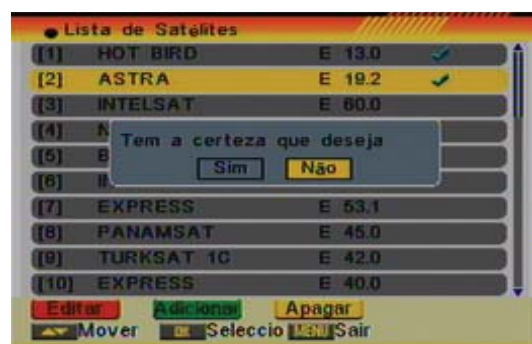 Lista de Satélites
[1] HOT BIRD E 13.0
[2] ASTRA E 19.2
[3] INTELSAT E 60.0
[4] N
Tem a certeza que deseja
[5] B
Sim Não
[6]
[7] EXPRESS E 53.1
[8] PANAMSAT E 45.0
[9] TURKSAT 1C E 42.0
[10] EXPRESS E 40.0
Editar Adicionar Apagar
Mover OK Seleccio MENU Sair